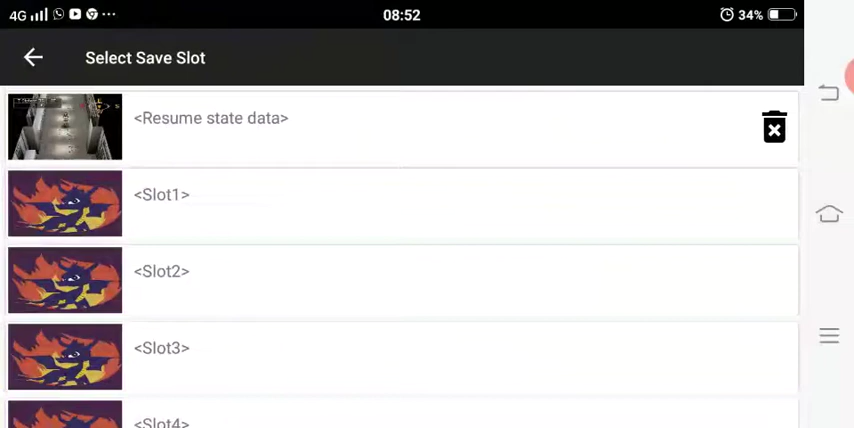 4G 08:52 34%
Select Save Slot
<Resume state data>
<Slot1>
<Slot2>
<Slot3>
<Slot4>